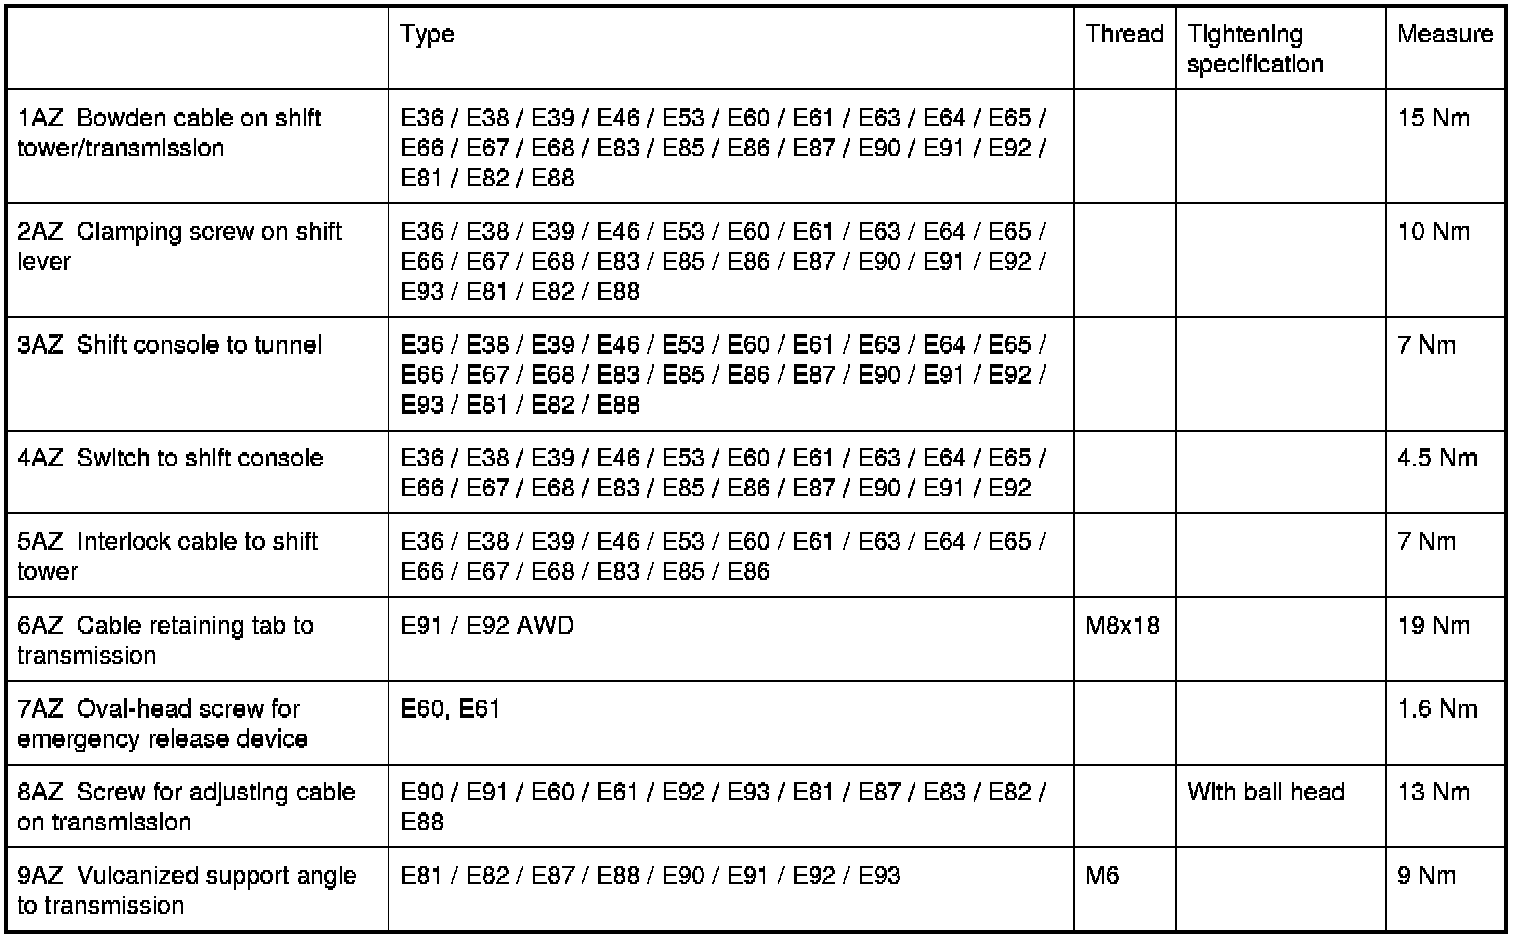 Type Thread Tightening Measure
specification
1AZ Bowden cable on shift E36 / E38 / E39 / E46 / E53 / E60 / E61 / E63 / E64 / E65 / 15 Nm
tower/transmission E66 / E67 / E68 / E83 / E85 / E86 / E87 / E90 / E91 / E92 /
E81 / E82 / E88
2AZ Clamping screw on shift E36 / E38 / E39 / E46 / E53 / E60 / E61 / E63 / E64 / E65 / 10 Nm
lever E66 / E67 / E68 / E83 / E85 / E86 / E87 / E90 / E91 / E92 /
E93 / E81 / E82 / E88
3AZ Shift console to tunnel E36 / E38 / E39 / E46 / E53 / E60 / E61 / E63 / E64 / E65 / 7 Nm
E66 / E67 / E68 / E83 / E85 / E86 / E87 / E90 / E91 / E92 /
E93 / E81 / E82 / E88
4AZ Switch to shift console E36 / E38 / E39 / E46 / E53 / E60 / E61 / E63 / E64 / E65 / 4.5 Nm
E66 / E67 / E68 / E83 / E85 / E86 / E87 / E90 / E91 / E92
5AZ Interlock cable to shift E36 / E38 / E39 / E46 / E53 / E60 / E61 / E63 / E64 / E65 / 7 Nm
tower E66 / E67 / E68 / E83 / E85 / E86
6AZ Cable retaining tab to E91 / E92 AWD M8x18 19 Nm
transmission
7AZ Oval-head screw for E60, E61 1.6 Nm
emergency release device
8AZ Screw for adjusting cable E90 / E91 / E60 / E61 / E92 / E93 / E81 / E87 / E83 / E82 / With ball head 13 Nm
on transmission E88
9AZ Vulcanized support angle E81 / E82 / E87 / E88 / E90 / E91 / E92 / E93 M6 9 Nm
to transmission